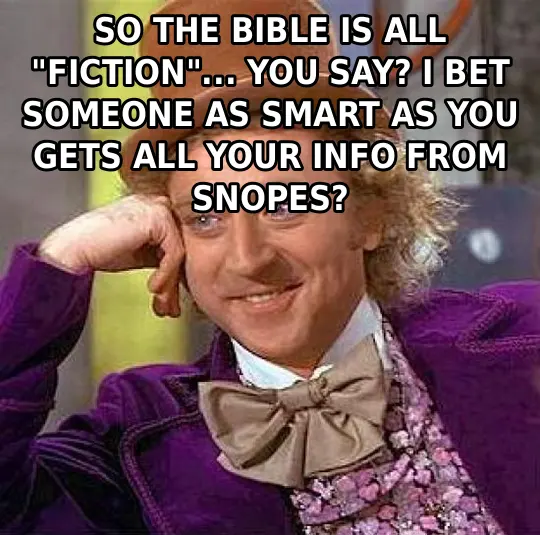 SO THE BIBLE IS ALL
"FICTION"... YOU SAY? I BET
SOMEONE AS SMART AS YOU
GETS ALL YOUR INFO FROM
SNOPES?